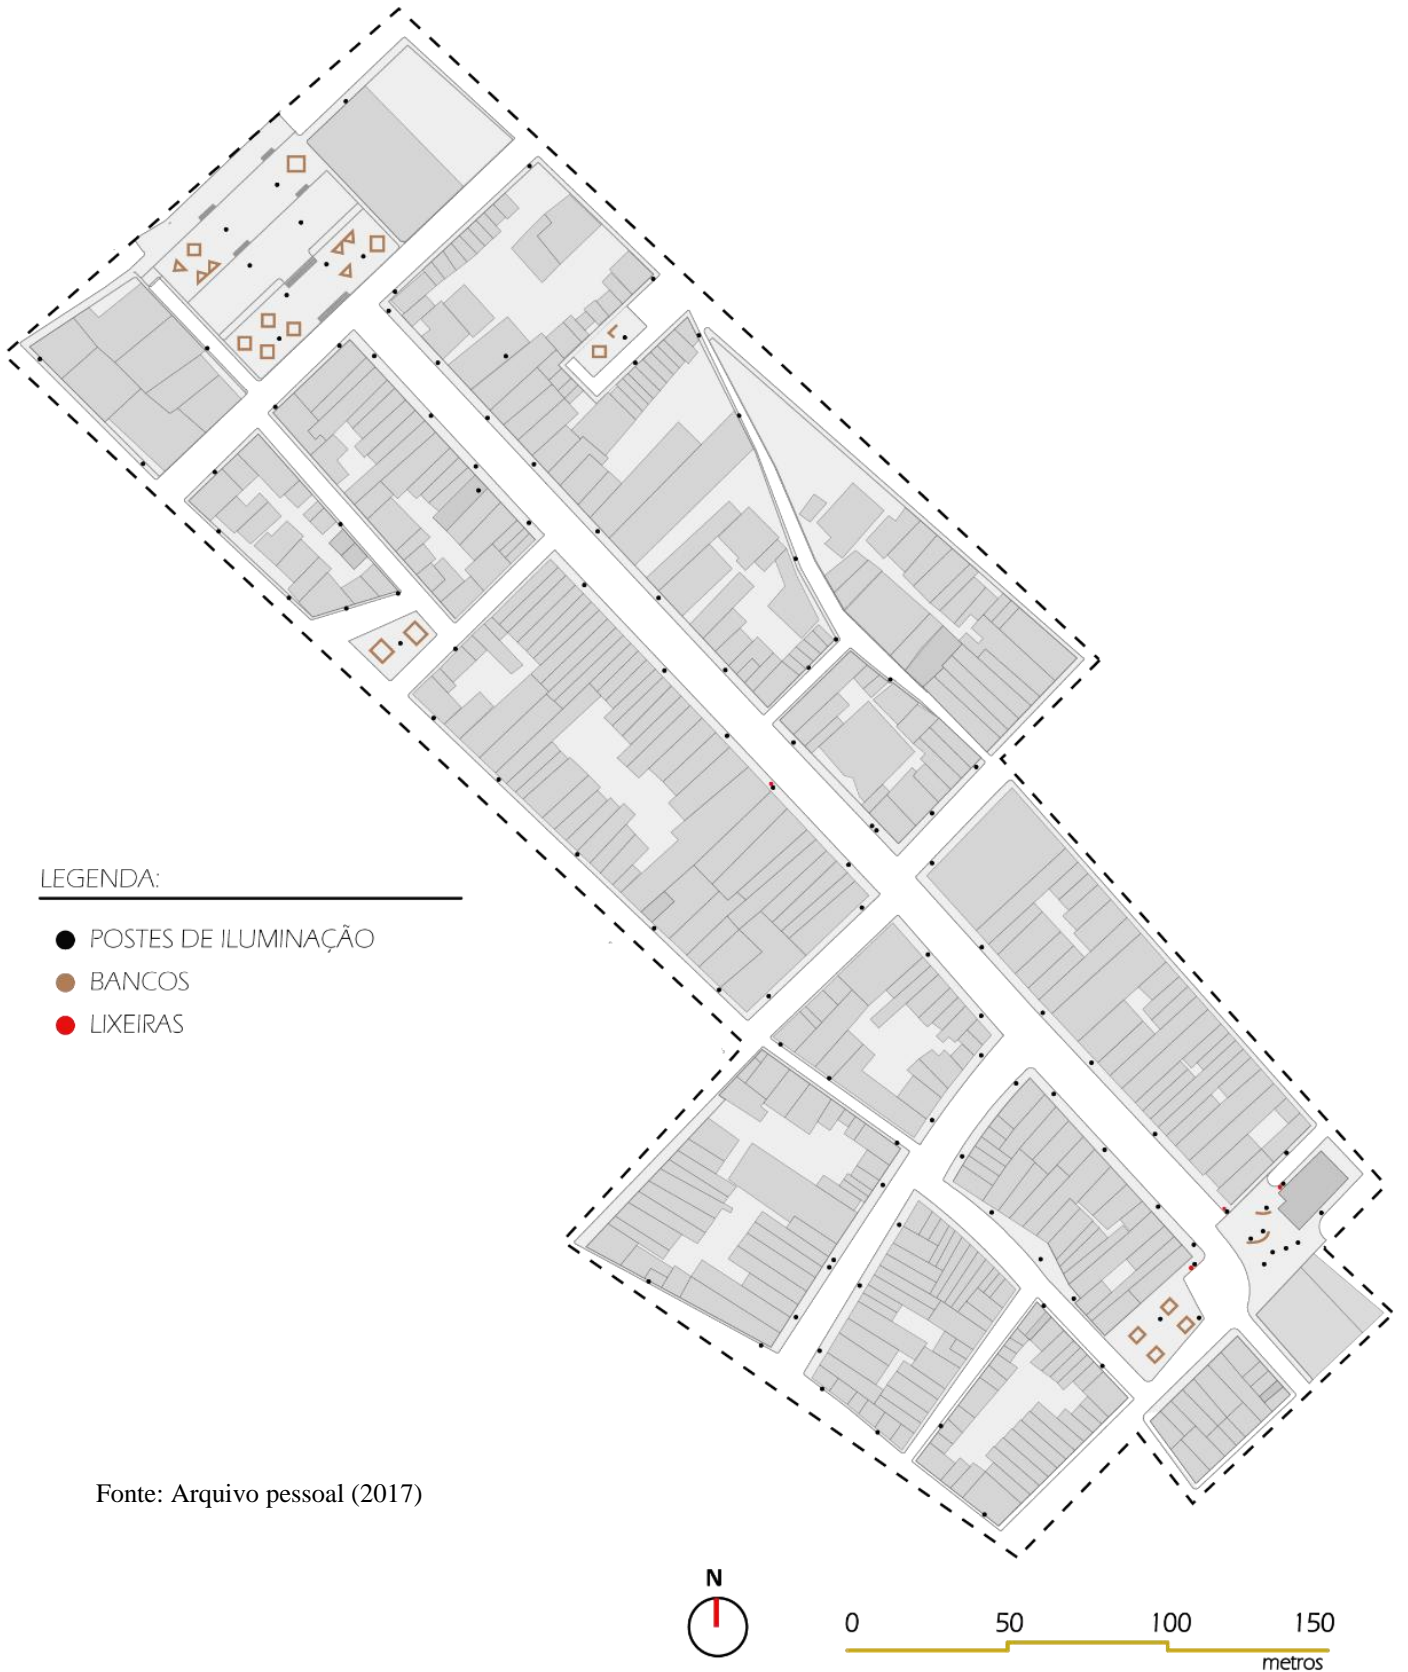 LEGENDA:
POSTES DE ILUMINAÇÃO
BANCOS
LIXEIRAS
Fonte: Arquivo pessoal (2017)
N
0 50 100 150
metros